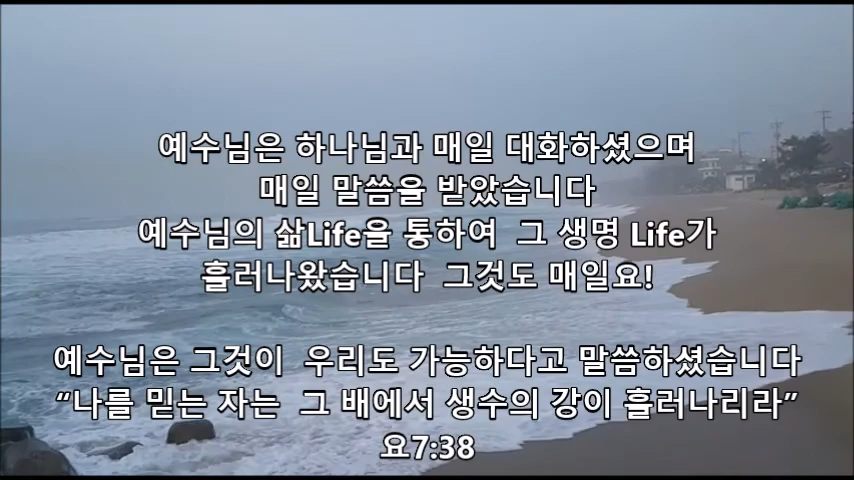 예수님은 하나님과 매일 대화하셨으며
매일 말씀을 받았습니다
예수님의 삶Life을 통하여 그 생명 Life가
흘러나왔습니다 그것도 매일요!
예수님은 그것이 우리도 가능하다고 말씀하셨습니다
“나를 믿는 자는 그 배에서 생수의 강이 흘러나리라”
요7:38